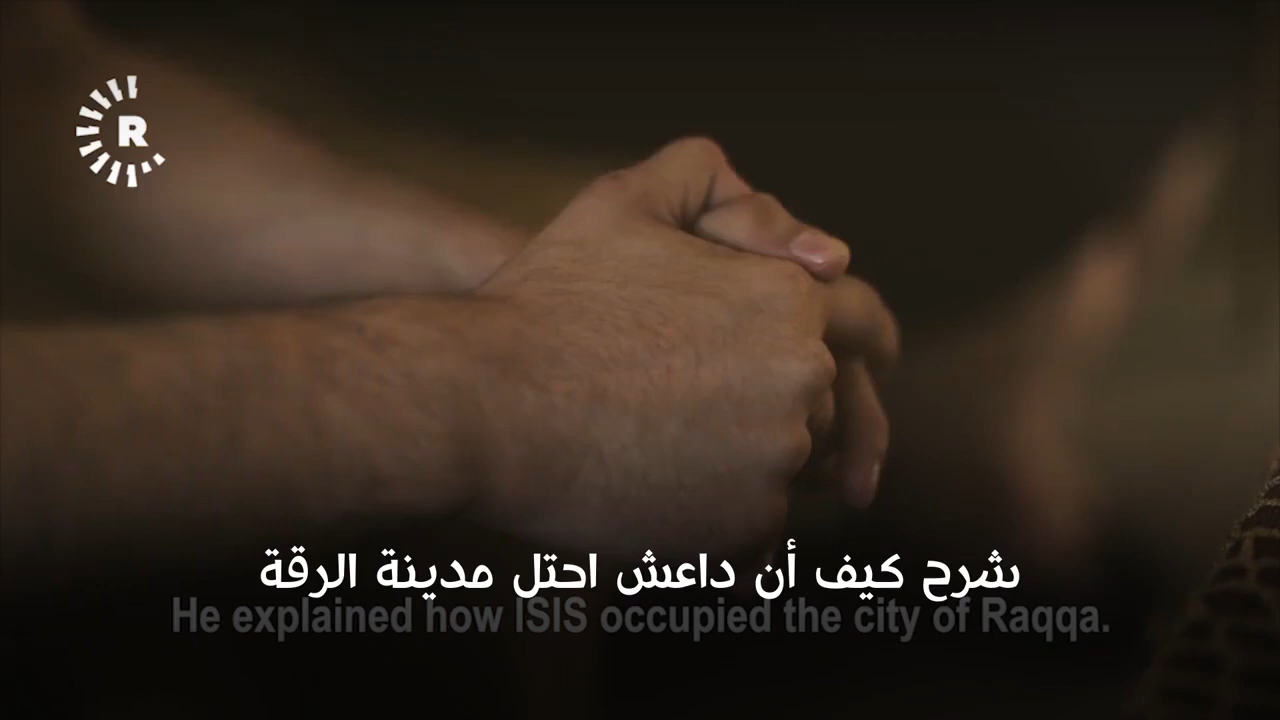 R
شرح كيف أن داعش احتل مدينة الرقة
He explained how ISIS occupied the city of Raqqa.